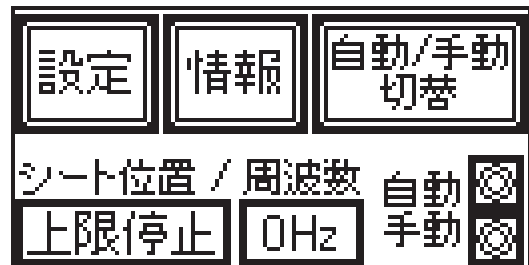 設定 情報 自動/手動
切替
シート位置 / 周波数 自動
上限停止 0Hz 手動